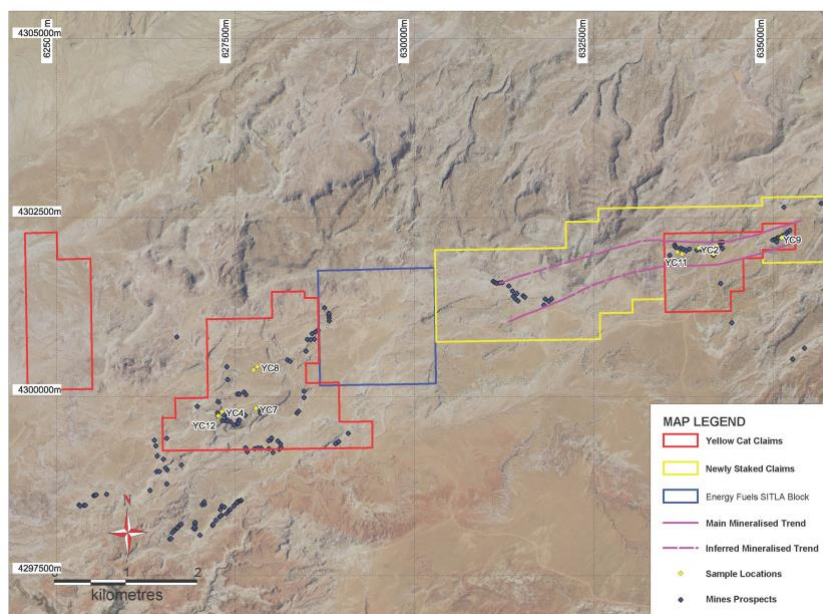 627500m
630000m
632500m
635000m
4305000m
4302500m
4300000m
4297500m
YC9
YC2
YC11
YC8
YC7
YC4
YC12
N
0 1 2
kilometres
MAP LEGEND
Yellow Cat Claims
Newly Staked Claims
Energy Fuels SITLA Block
Main Mineralised Trend
Inferred Mineralised Trend
Sample Locations
Mines Prospects